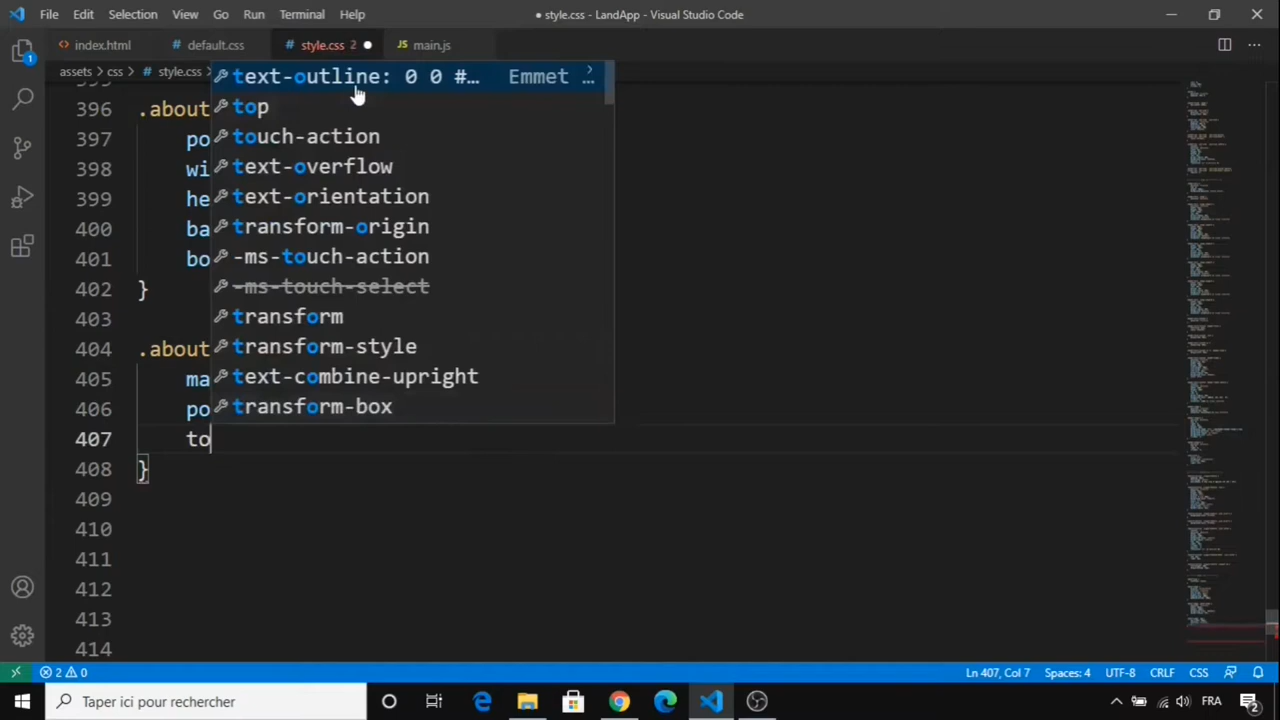 File Edit Selection View Go Run Terminal Help ● style.css - LandApp - Visual Studio Code
index.html default.css style.css 2 ● JS main.js ...
assets > css > style.css >
1
text-outline: 0 0 #... Emmet ...
top
touch-action
text-overflow
text-orientation
transform-origin
-ms-touch-action
-ms-touch-select
transform
transform-style
text-combine-upright
transform-box
395
396 .about
397 po
398 wi
399 he
400 ba
401 bo
402 }
403
404 .about
405 ma
406 po
407 to
408 }
409
410
411
412
413
414
2 0 Ln 407, Col 7 Spaces: 4 UTF-8 CRLF CSS
Taper ici pour rechercher FRA 2